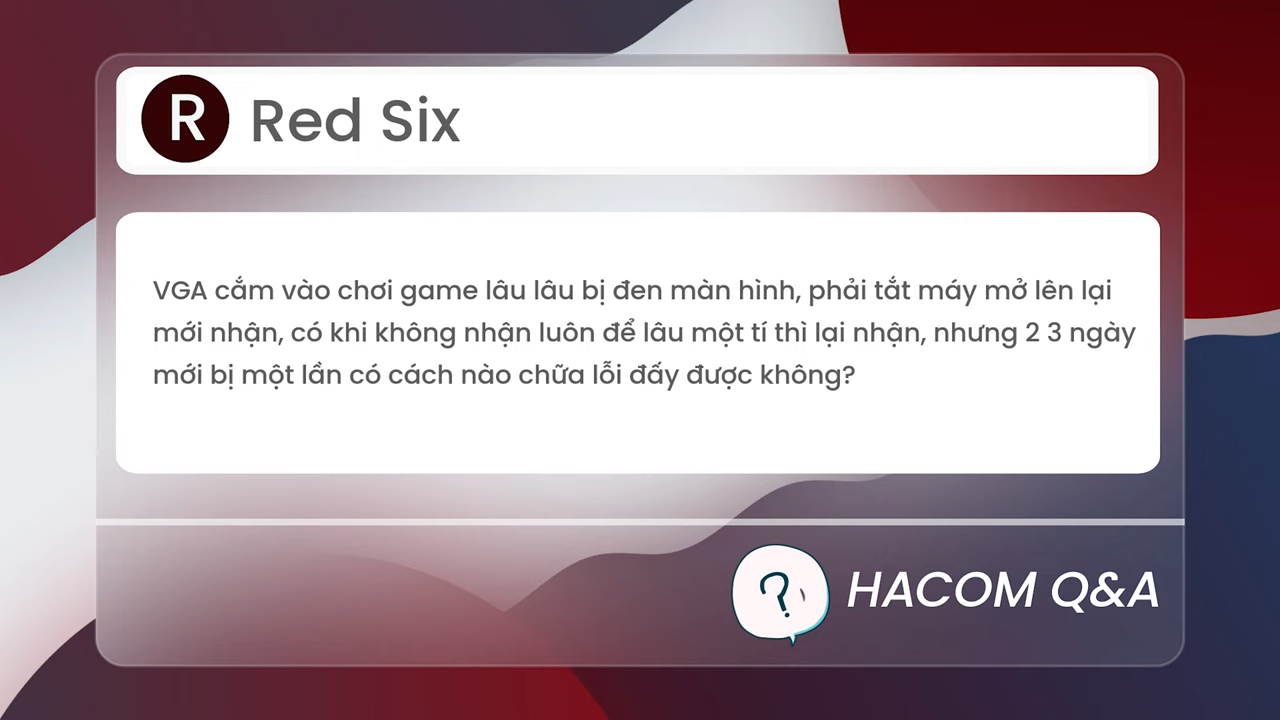 R
Red Six
VGA cắm vào chơi game lâu lâu bị đen màn hình, phải tắt máy mở lên lại
mới nhận, có khi không nhận luôn để lâu một tí thì lại nhận, nhưng 2 3 ngày
mới bị một lần có cách nào chữa lỗi đấy được không?
?
HACOM Q&A